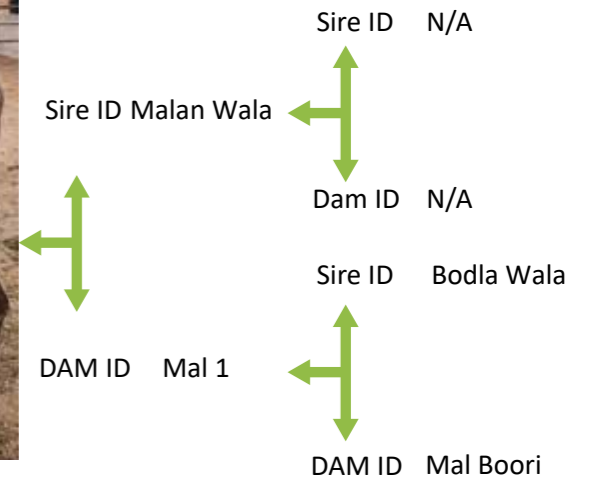 Sire ID N/A
Sire ID Malan Wala
Dam ID N/A
Sire ID Bodla Wala
DAM ID Mal 1
DAM ID Mal Boori